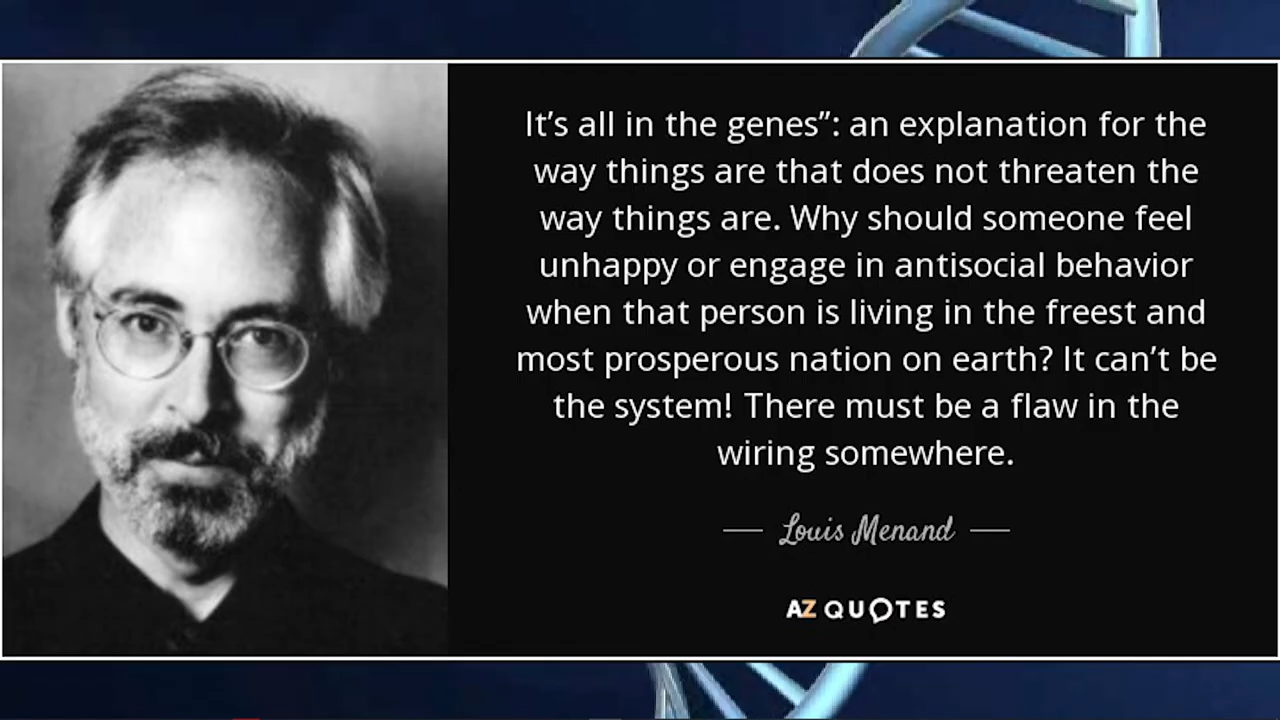 It’s all in the genes”: an explanation for the
way things are that does not threaten the
way things are. Why should someone feel
unhappy or engage in antisocial behavior
when that person is living in the freest and
most prosperous nation on earth? It can’t be
the system! There must be a flaw in the
wiring somewhere.
Louis Menand
AZ QUOTES